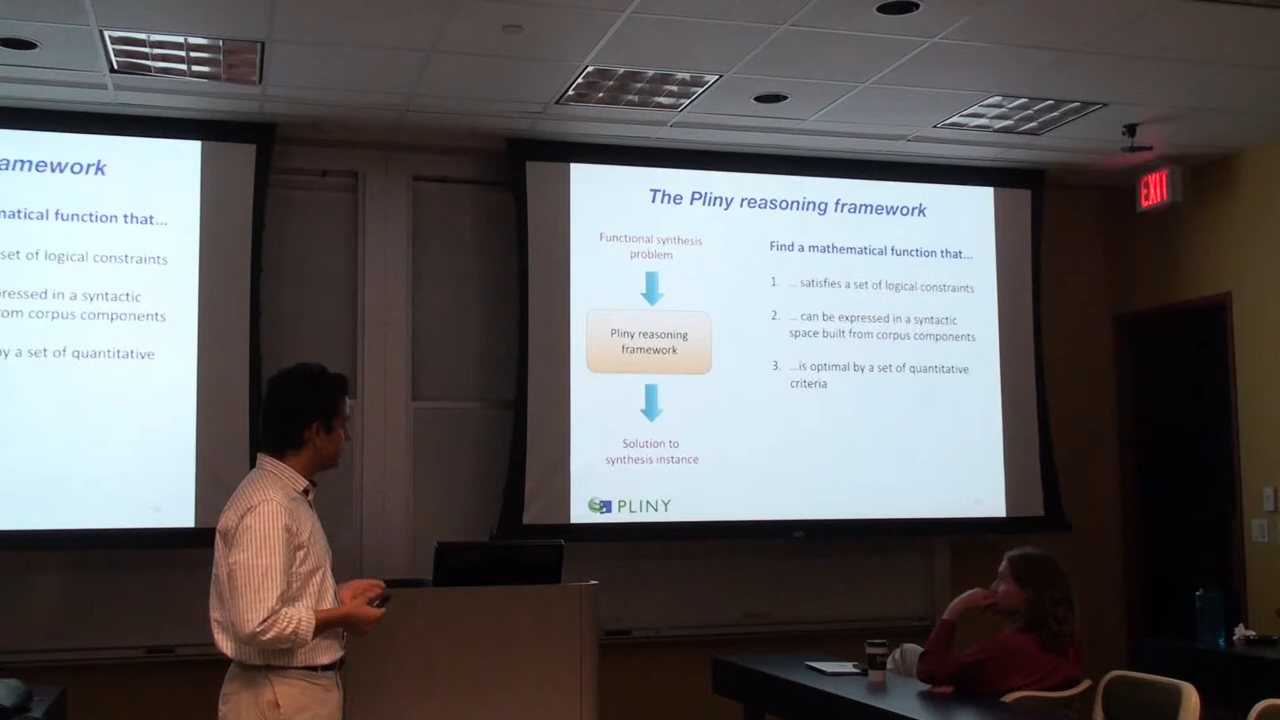 amework
matical function that...
set of logical constraints
ressed in a syntactic
om corpus components
y a set of quantitative
The Pliny reasoning framework
Functional synthesis
problem
Pliny reasoning
framework
Solution to
synthesis instance
PLINY
Find a mathematical function that...
1. ... satisfies a set of logical constraints
2. ... can be expressed in a syntactic
space built from corpus components
3. ...is optimal by a set of quantitative
criteria
EXIT